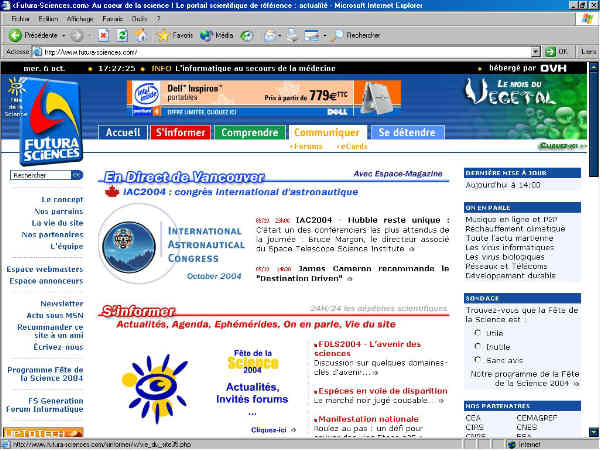 <Futura-Sciences.com> Au coeur de la science ! Le portail scientifique de référence : actualité - Microsoft Internet Explorer
Fichier Edition Affichage Favoris Outils ?
Précédente
Favoris
Média
Rechercher
Adresse http://www.futura-sciences.com/
OK
Liens
mer. 6 oct.
17:27:25
INFO L'informatique au secours de la médecine
hébergé par OVH
Fête de la Science
FUTURA SCIENCES
Dell™ Inspiron™
portables
Prix à partir de 779€TTC
OFFRE LIMITÉE, CLIQUEZ ICI
DELL
LE MOIS DU
VEGETAL
CLIQUEZ-ICI
Accueil
S'informer
Comprendre
Communiquer
Se détendre
Forums
eCards
Rechercher
Le concept
Nos parrains
La vie du site
Nos partenaires
L'équipe
Espace webmasters
Espace annonceurs
Newsletter
Actu sous MSN
Recommander ce
site à un ami
Écrivez-nous
Programme Fête de
la Science 2004
FS Generation
Forum Informatique
En Direct de Vancouver
Avec Espace-Magazine
IAC2004 : congrès international d'astronautique
INTERNATIONAL
ASTRONAUTICAL
CONGRESS
October 2004
IAC2004 - Hubble reste unique :
C'était un des conférenciers les plus attendus de
la journée : Bruce Margon, le directeur associé
du Space Telescope Science Institute
James Cameron recommande le
"Destination Driven"
S'informer
24H/24 les dépêches scientifiques
Actualités, Agenda, Ephémérides, On en parle, Vie du site
Fête de la
Science
2004
Actualités,
Invités forums
...
Cliquez-ici
FDLS2004 - L'avenir des
sciences
Discussion sur quelques domaines-
clés d'avenir...
Espèces en voie de disparition
Le marché noir jugé coupable...
Manifestation nationale
Roulez au pas : un défi pour
DERNIÈRE MISE À JOUR
Aujourd'hui à 14:00
ON EN PARLE
Musique en ligne et P2P
Réchauffement climatique
Toute l'actu martienne
Les virus informatiques
Les virus biologiques
Réseaux et Télécoms
Développement durable
SONDAGE
Trouvez-vous que la Fête de
la Science est :
Utile
Inutile
Sans avis
Notre programme de la Fête
de la Science 2004
NOS PARTENAIRES
CEA CEMAGREF
CIRS CNES
http://www.futura-sciences.com/sinformer/v/vie_du_site35.php
Internet